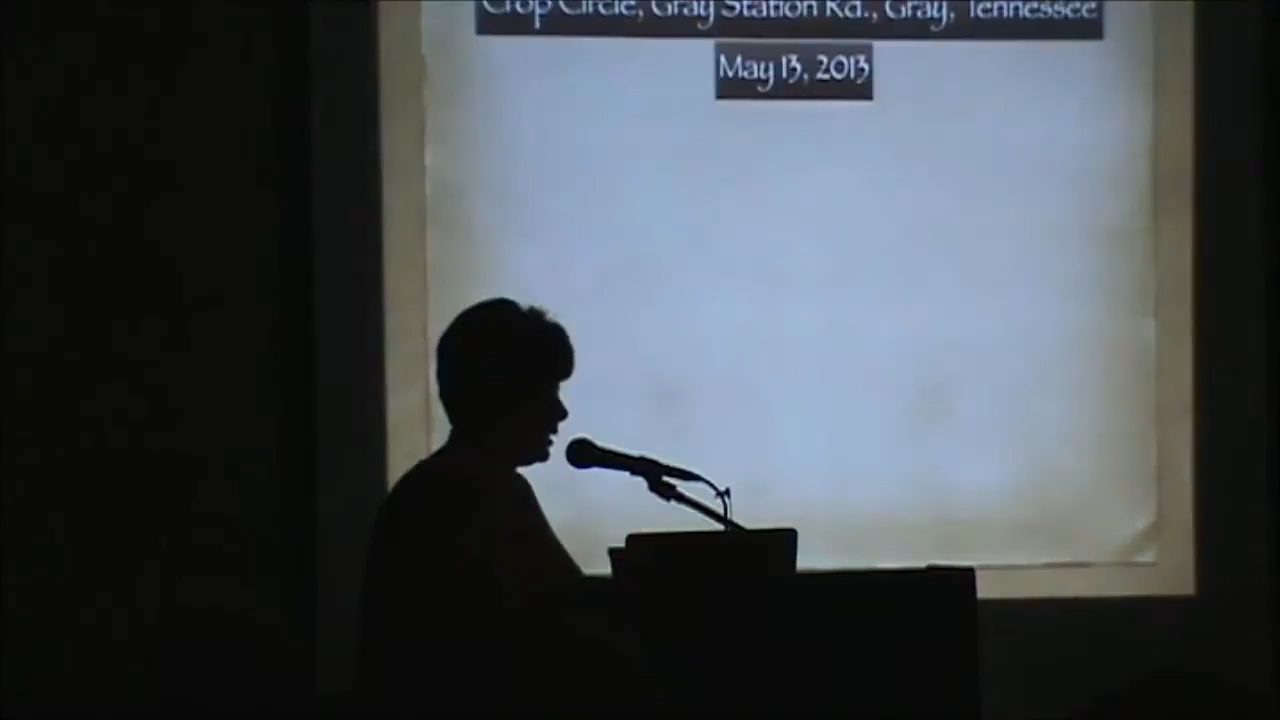 Crop Circle, Gray Station Rd., Gray, Tennessee
May 13, 2013